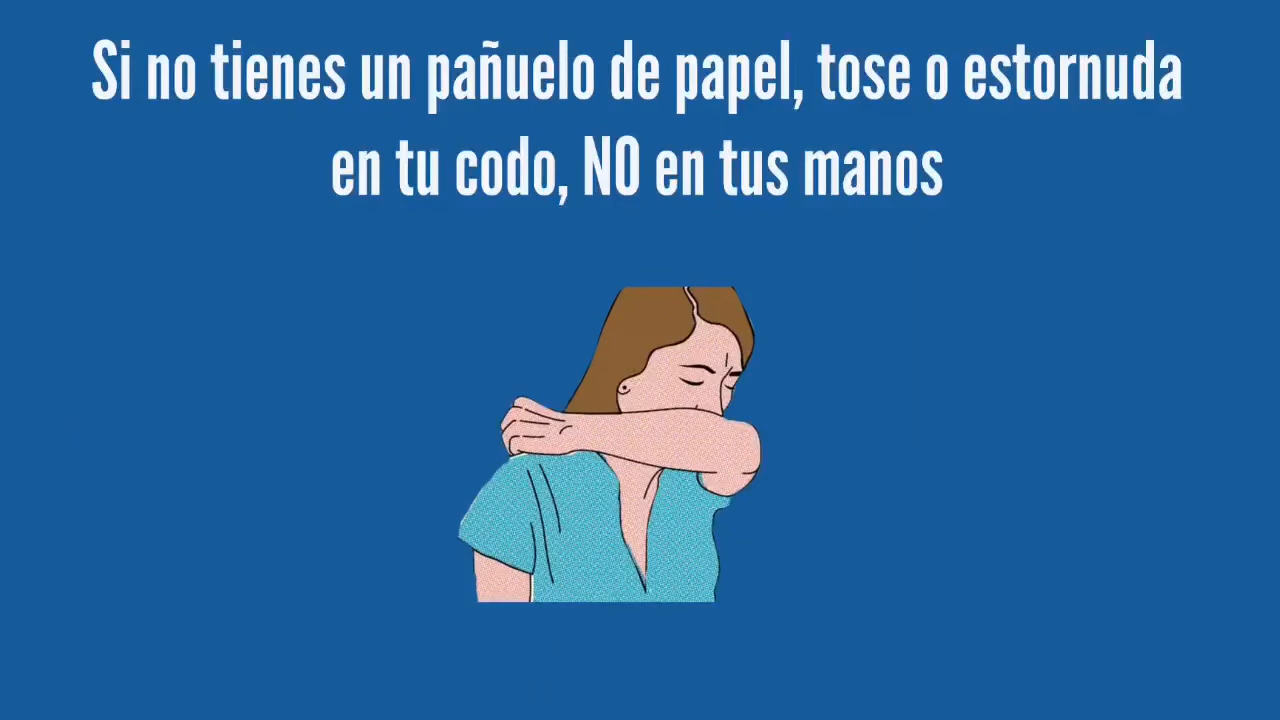 Si no tienes un pañuelo de papel, tose o estornuda
en tu codo, NO en tus manos